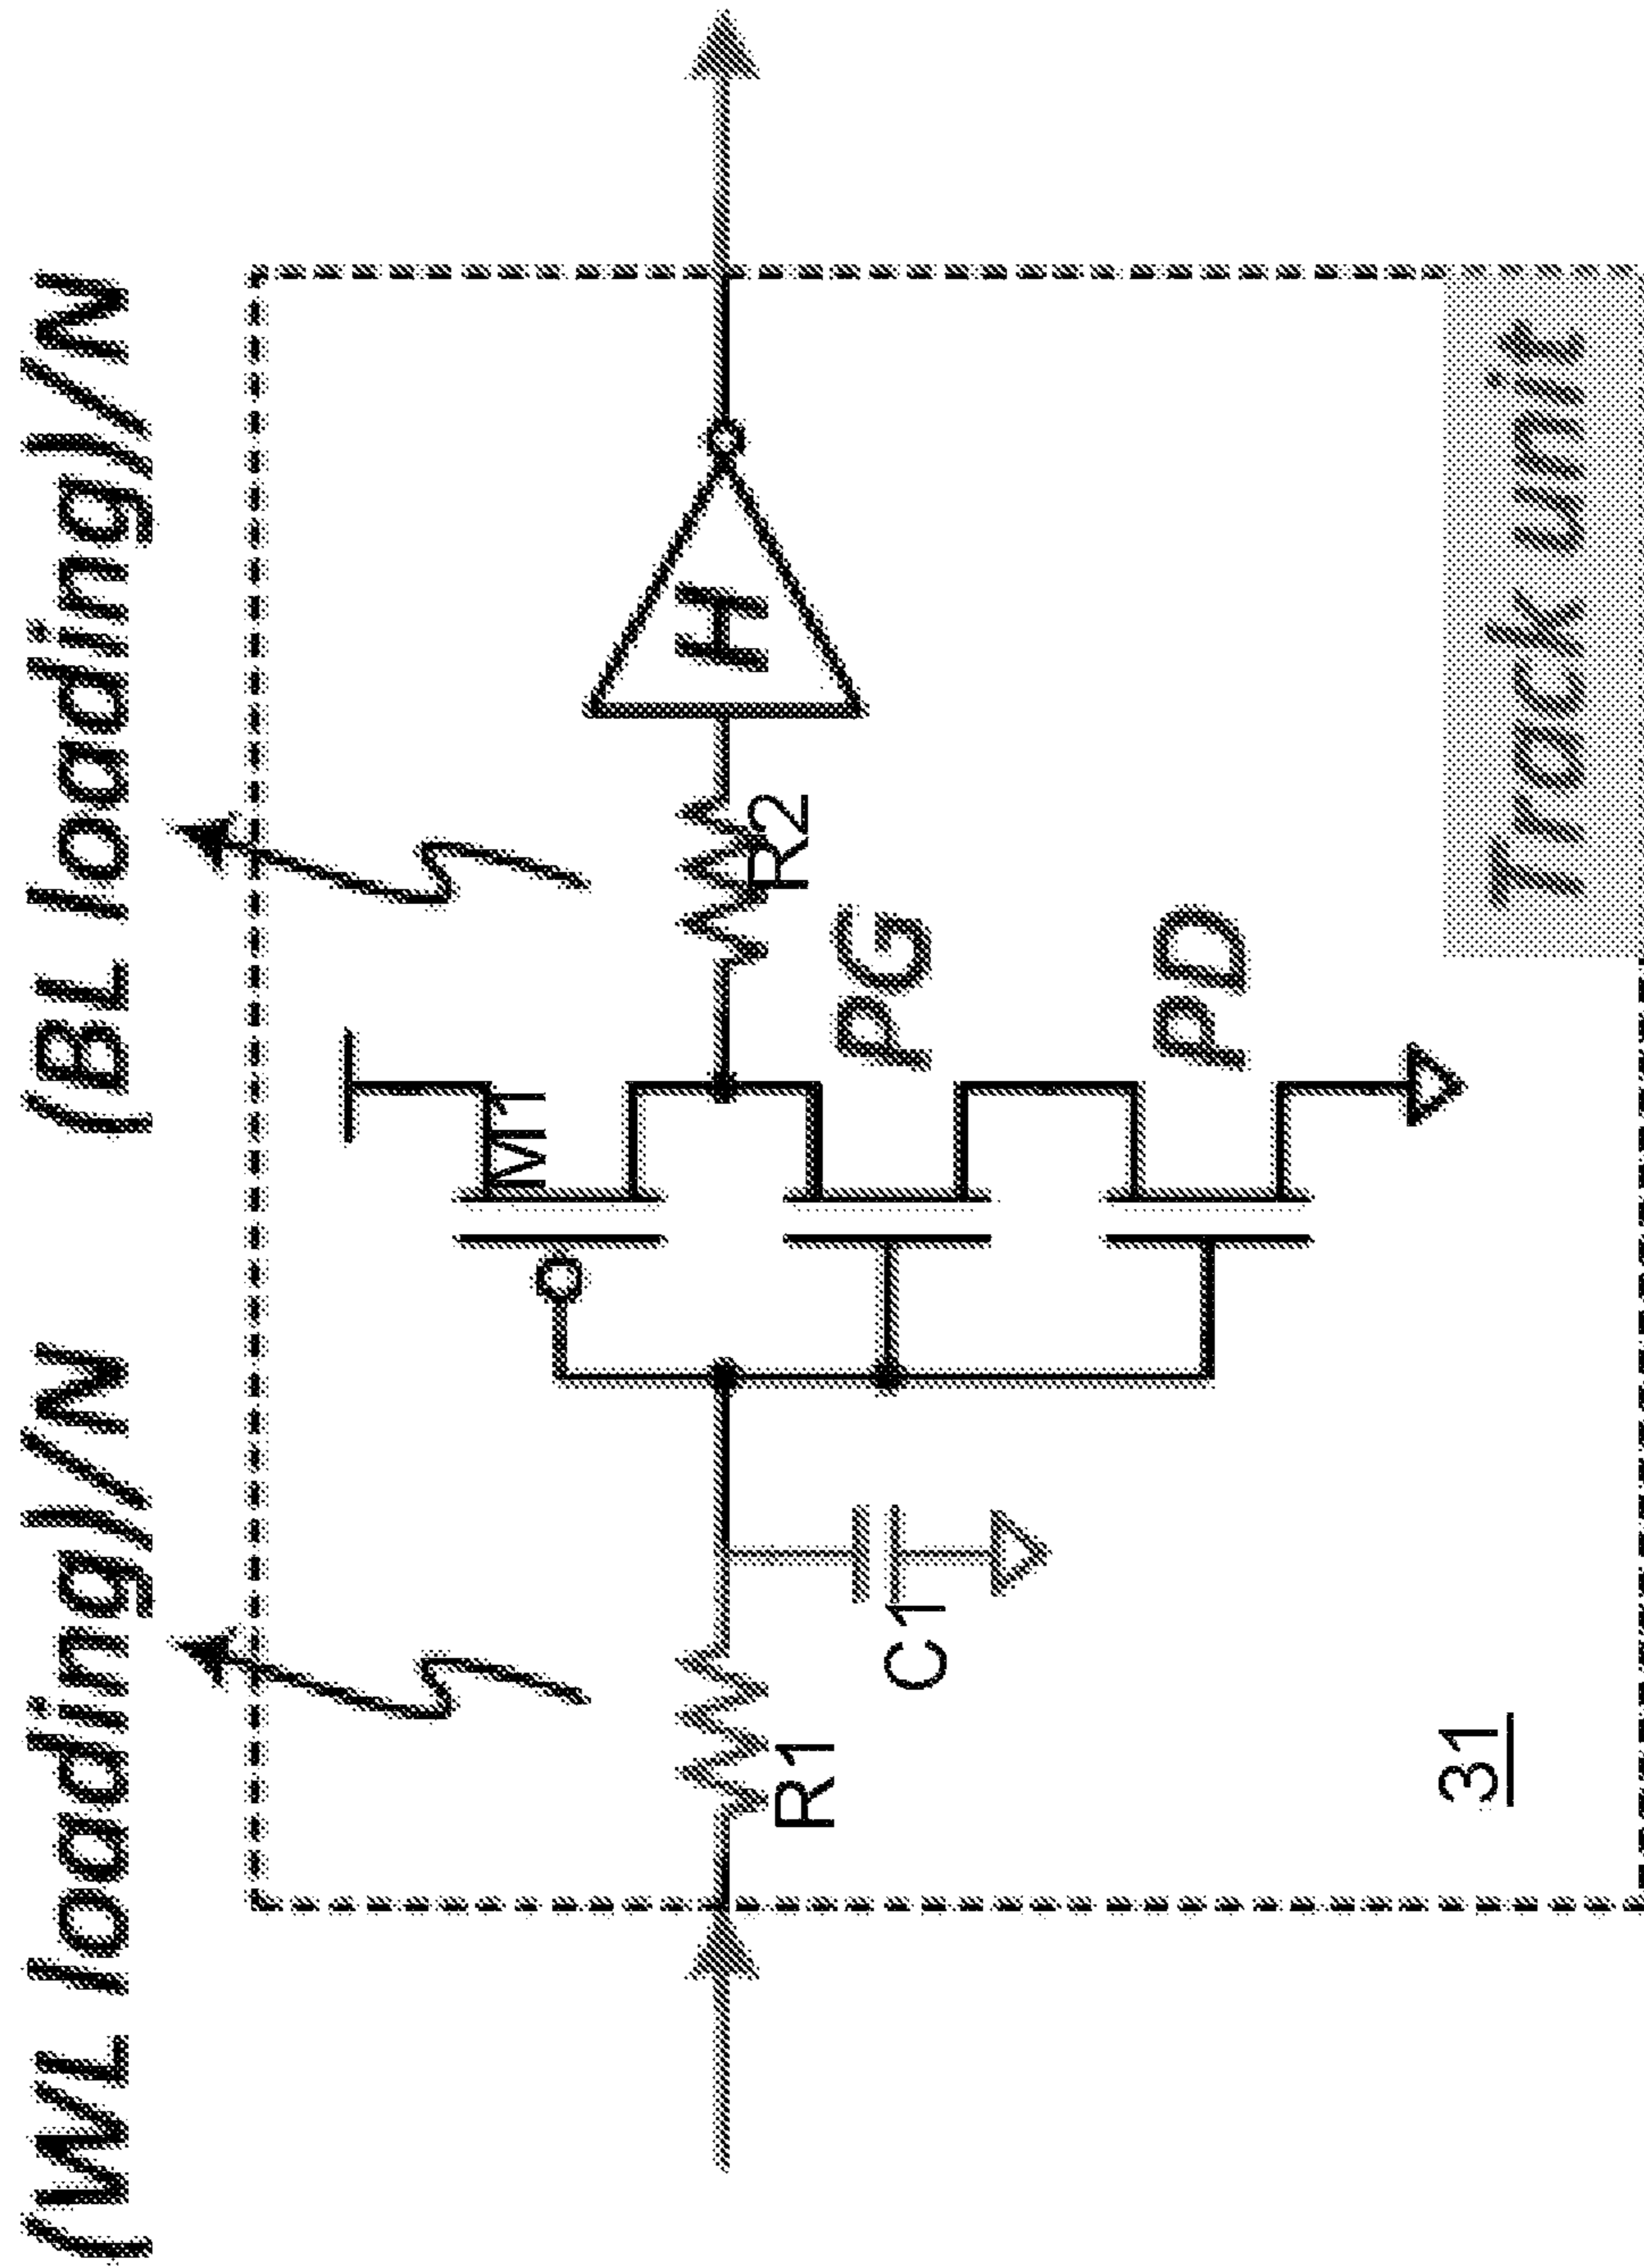 (WL loading)/N
(BL loading)/N
M1
R1
R2
H
C1
PG
PD
31
Track unit